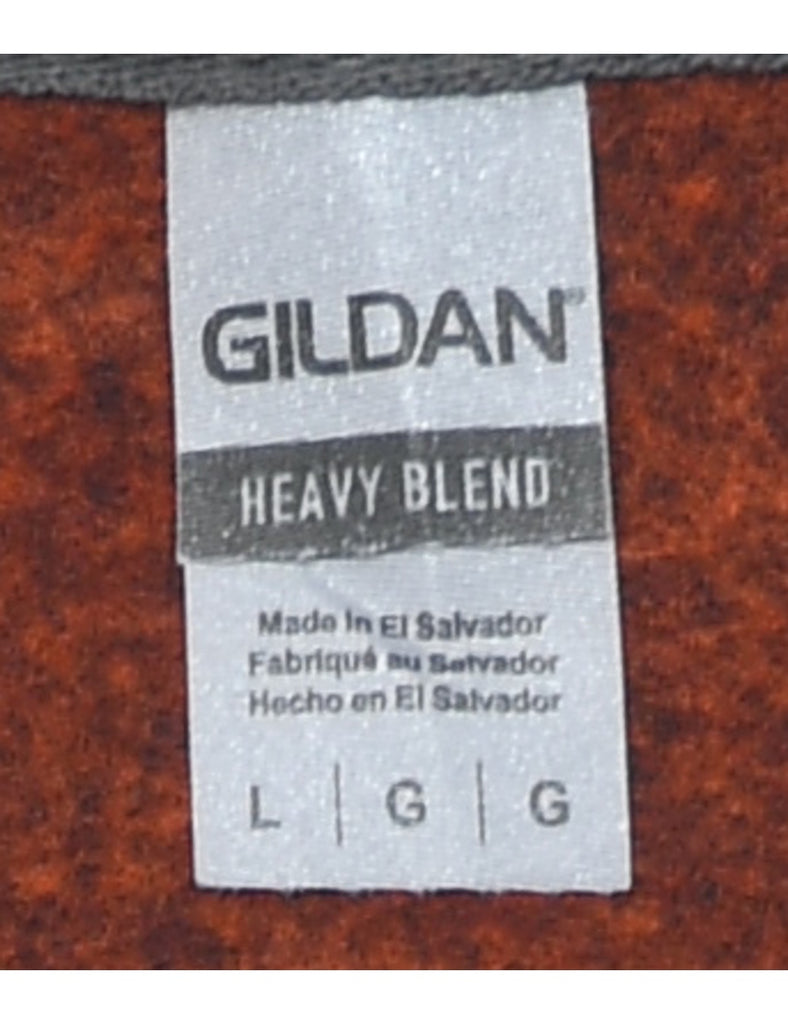 GILDAN®
HEAVY BLEND
Made in El Salvador
Fabriqué au Salvador
Hecho en El Salvador
L | G | G